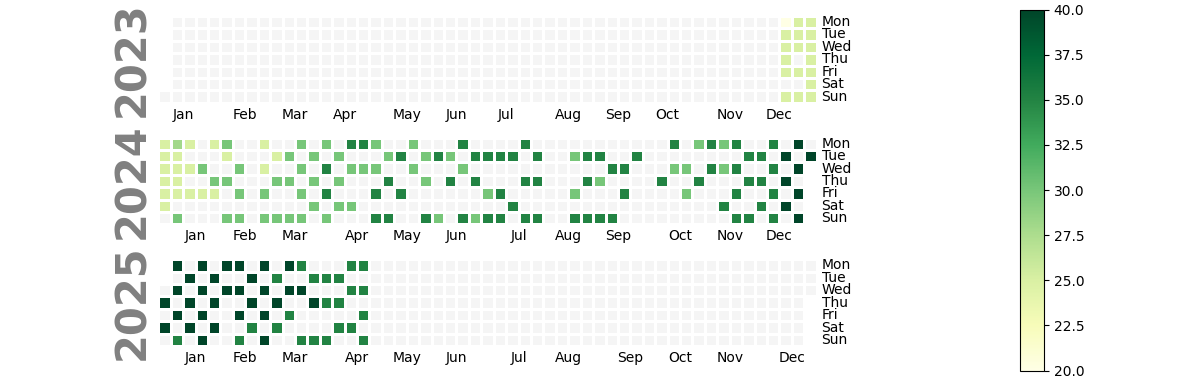 2023
Mon
Tue
Wed
Thu
Fri
Sat
Sun
Jan Feb Mar Apr May Jun Jul Aug Sep Oct Nov Dec
2024
Mon
Tue
Wed
Thu
Fri
Sat
Sun
Jan Feb Mar Apr May Jun Jul Aug Sep Oct Nov Dec
2025
Mon
Tue
Wed
Thu
Fri
Sat
Sun
Jan Feb Mar Apr May Jun Jul Aug Sep Oct Nov Dec
40.0
37.5
35.0
32.5
30.0
27.5
25.0
22.5
20.0